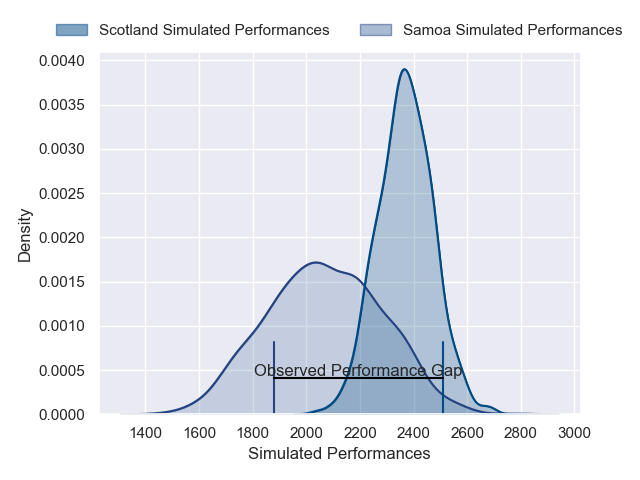 Scotland Simulated Performances
Samoa Simulated Performances
0.0040
0.0035
0.0030
0.0025
0.0020
0.0015
0.0010
0.0005
0.0000
Density
Observed Performance Gap
1400 1600 1800 2000 2200 2400 2600 2800 3000
Simulated Performances